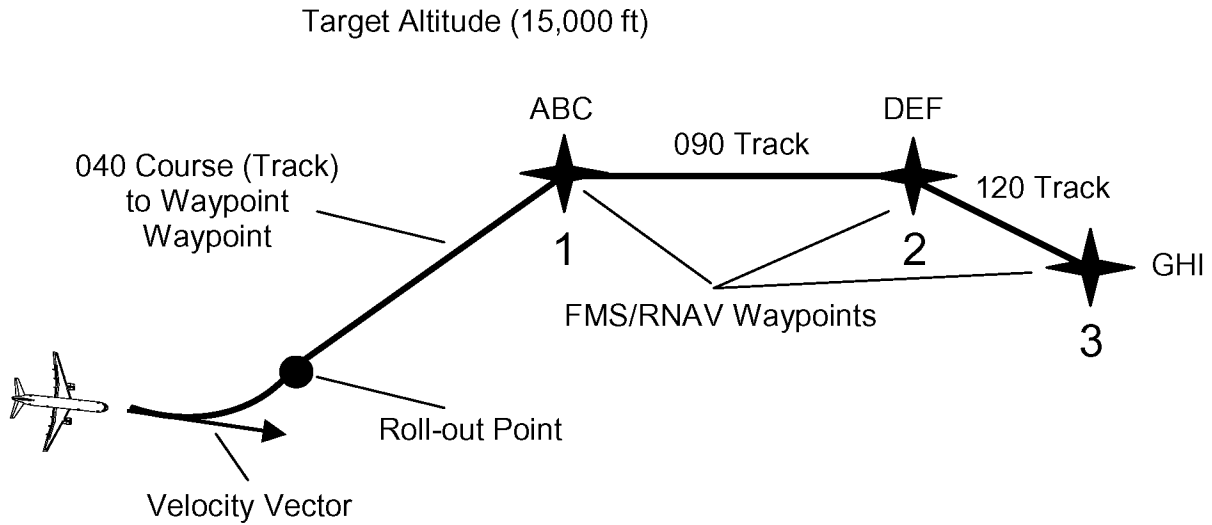 Target Altitude (15,000 ft)
ABC
DEF
040 Course (Track)
to Waypoint
Waypoint
090 Track
120 Track
1
2
GHI
FMS/RNAV Waypoints
3
Roll-out Point
Velocity Vector